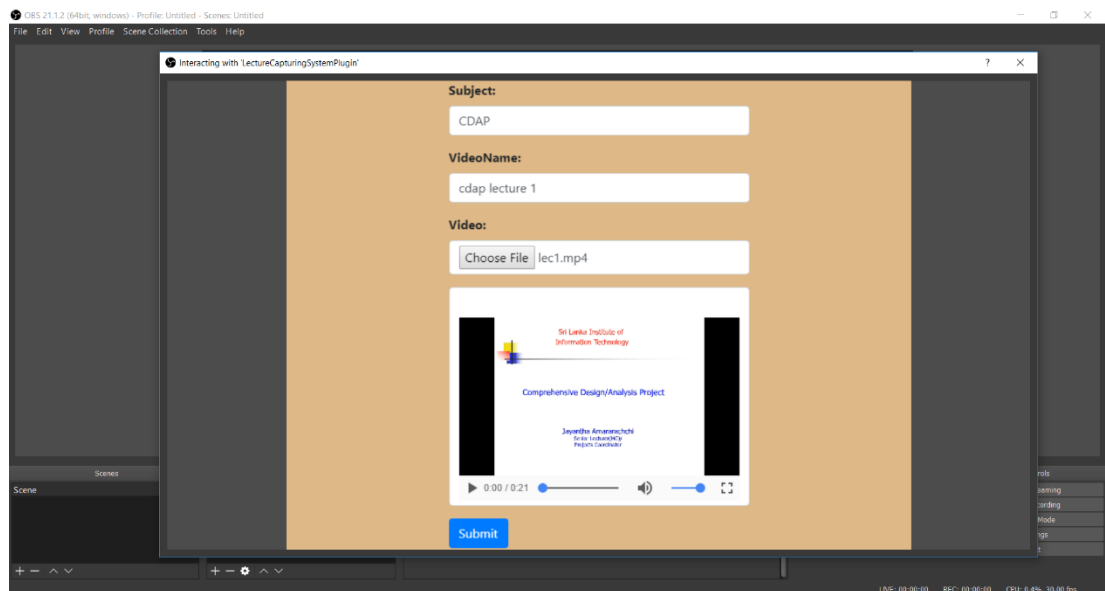 OBS 21.1.2 (64bit, windows) - Profile: Untitled - Scenes: Untitled
File Edit View Profile Scene Collection Tools Help
Interacting with 'LectureCapturingSystemPlugin'
Subject:
CDAP
VideoName:
cdap lecture 1
Video:
Choose File lec1.mp4
Sri Lanka Institute of
Information Technology
Comprehensive Design/Analysis Project
Jayantha Amararachchi
Senior Lecturer(HG)/
Projects Coordinator
0:00 / 0:21
Submit
Scenes
Scene
rols
eaming
cording
Mode
ngs
t
LIVE: 00:00:00 REC: 00:00:00 CPU: 0.4%, 30.00 fps